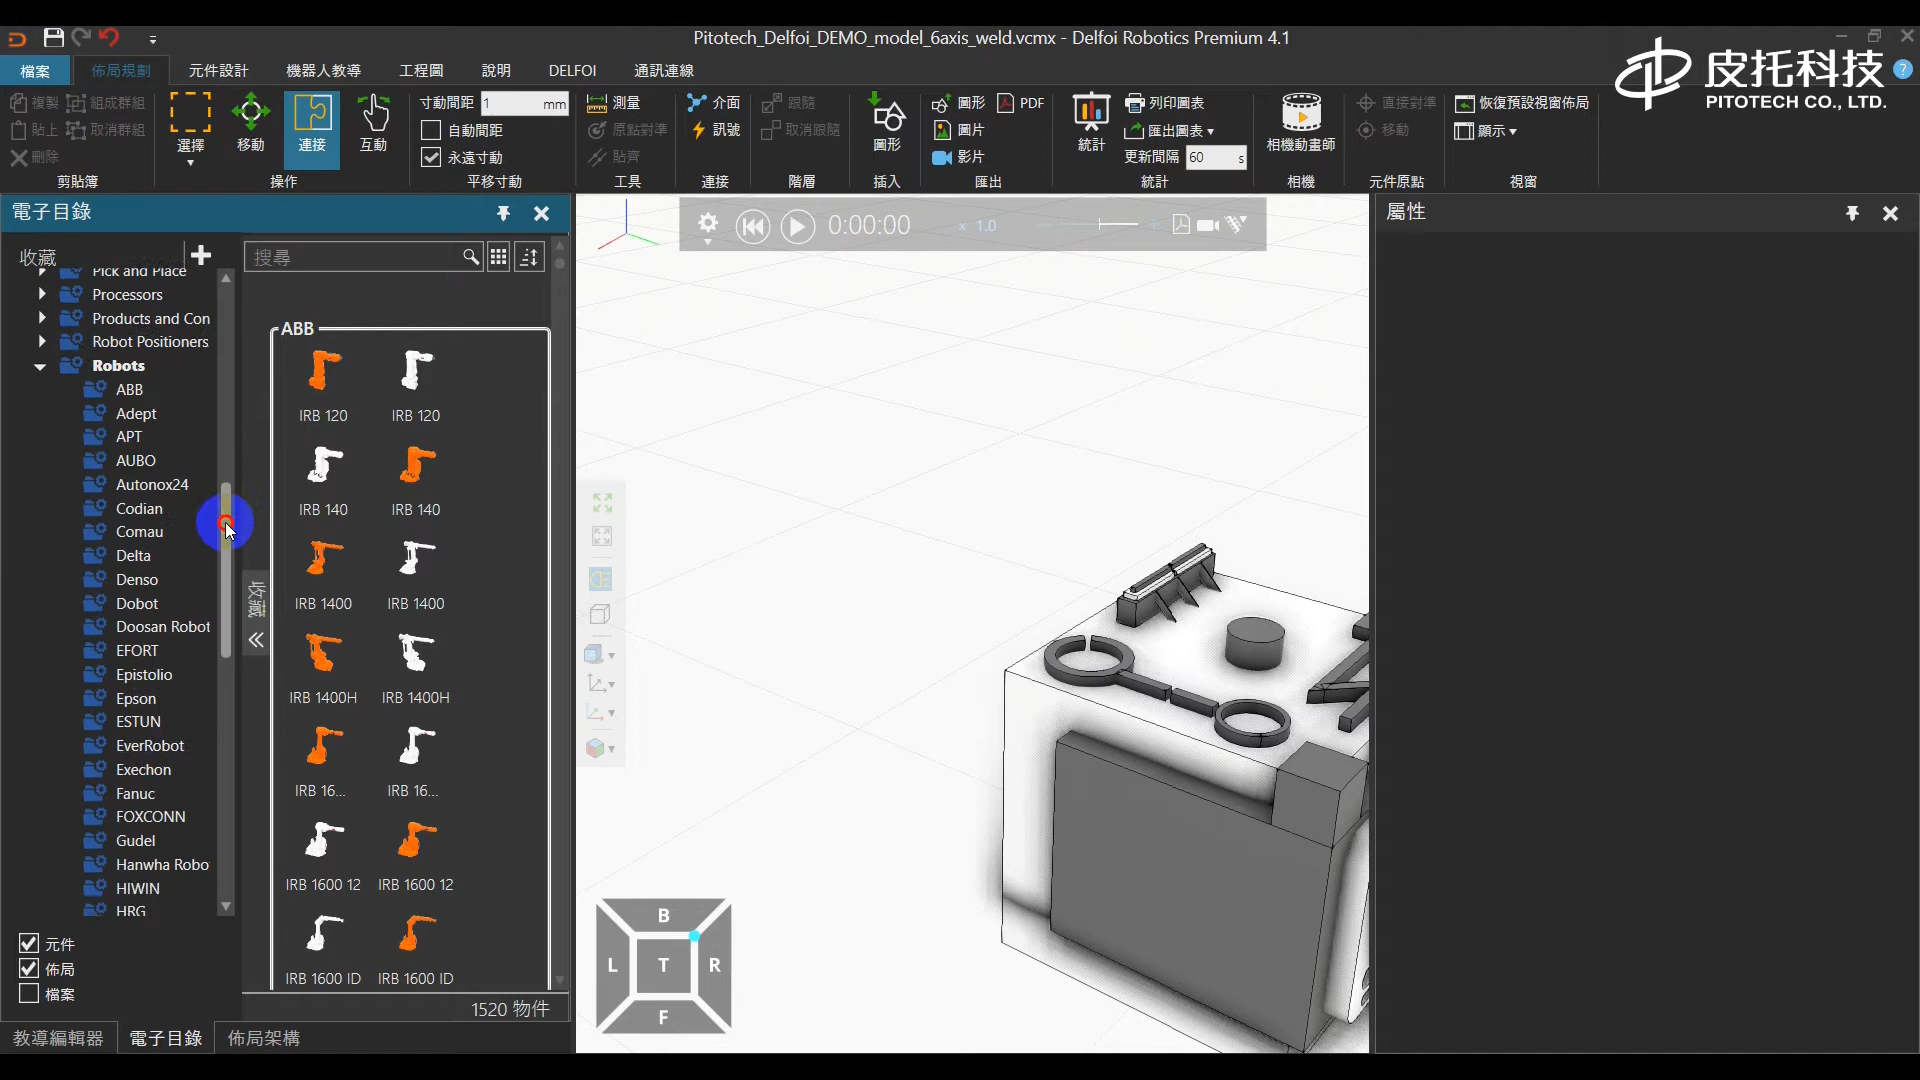 Pitotech_Delfoi_DEMO_model_6axis_weld.vcmx - Delfoi Robotics Premium 4.1
檔案 佈局規劃 元件設計 機器人教導 工程圖 說明 DELFOI 通訊連線
皮托科技
PITOTECH CO., LTD.
?
複製 組成群組
貼上 取消群組
刪除
剪貼簿
選擇 移動 連接 互動
操作
寸動間距 1 mm
自動間距
永遠寸動
平移寸動
測量
原點對準
貼齊
工具
介面
訊號
連接
跟隨
取消跟隨
階層
圖形
插入
圖形 PDF
圖片
影片
匯出
統計
列印圖表
匯出圖表
更新間隔 60 s
統計
相機動畫師
相機
直接對準
移動
元件原點
恢復預設視窗佈局
顯示
視窗
電子目錄
收藏
搜尋
Pick and Place
Processors
Products and Con
Robot Positioners
Robots
ABB
Adept
APT
AUBO
Autonox24
Codian
Comau
Delta
Denso
Dobot
Doosan Robot
EFORT
Epistolio
Epson
ESTUN
EverRobot
Exechon
Fanuc
FOXCONN
Gudel
Hanwha Robo
HIWIN
HRG
元件
佈局
檔案
收藏
ABB
IRB 120 IRB 120
IRB 140 IRB 140
IRB 1400 IRB 1400
IRB 1400H IRB 1400H
IRB 16... IRB 16...
IRB 1600 12 IRB 1600 12
IRB 1600 ID IRB 1600 ID
1520 物件
教導編輯器 電子目錄 佈局架構
0:00:00 x 1.0
B
L T R
F
屬性